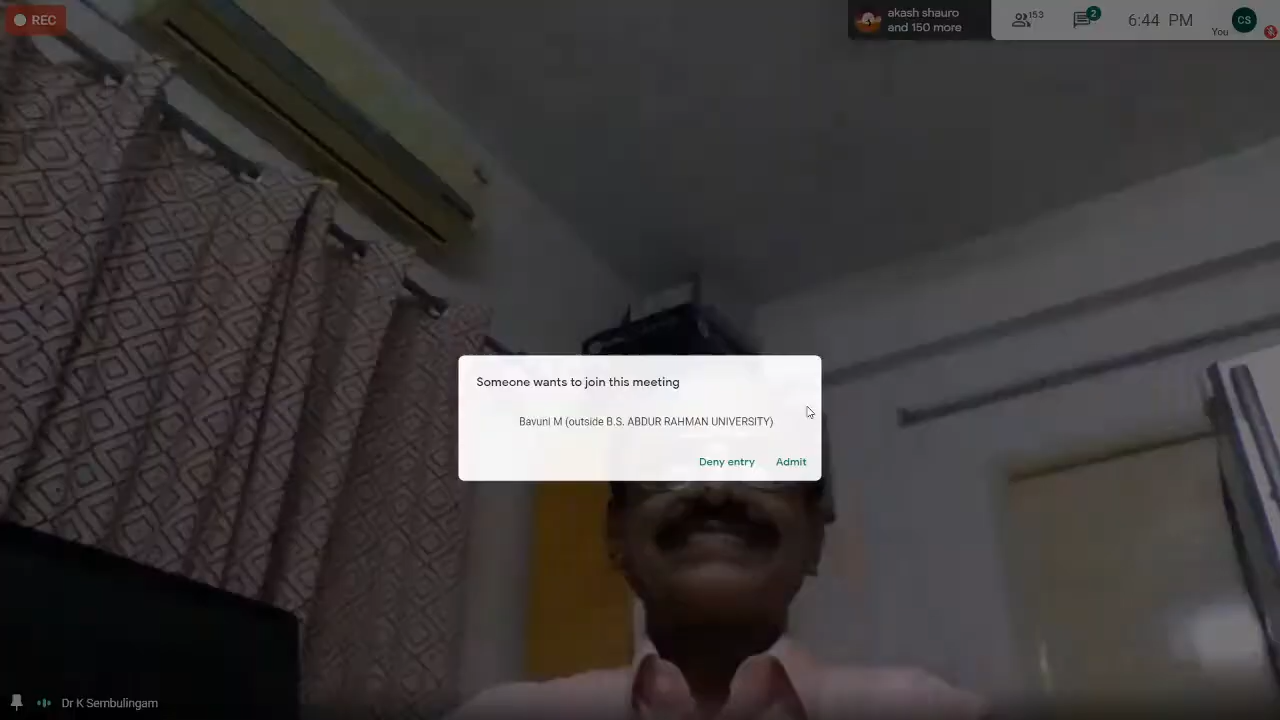 REC
akash shauro
and 150 more
153
2
6:44 PM
You
CS
Someone wants to join this meeting
Bavuni M (outside B.S. ABDUR RAHMAN UNIVERSITY)
Deny entry
Admit
Dr K Sembulingam